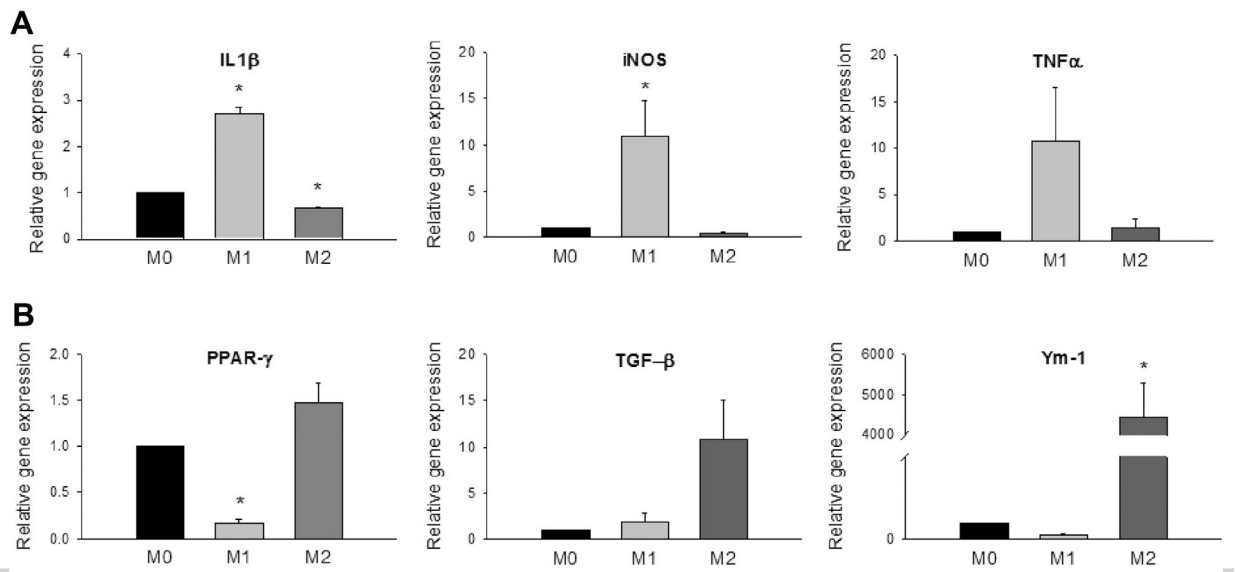 A
IL1β
iNOS
TNFα
Relative gene expression
4
3
2
1
0
*
*
M0 M1 M2
Relative gene expression
20
15
10
5
0
*
M0 M1 M2
Relative gene expression
20
15
10
5
0
M0 M1 M2
B
PPAR-γ
TGF–β
Ym-1
Relative gene expression
2.0
1.5
1.0
0.5
0.0
*
M0 M1 M2
Relative gene expression
20
15
10
5
0
M0 M1 M2
Relative gene expression
6000
5000
4000
0
*
M0 M1 M2